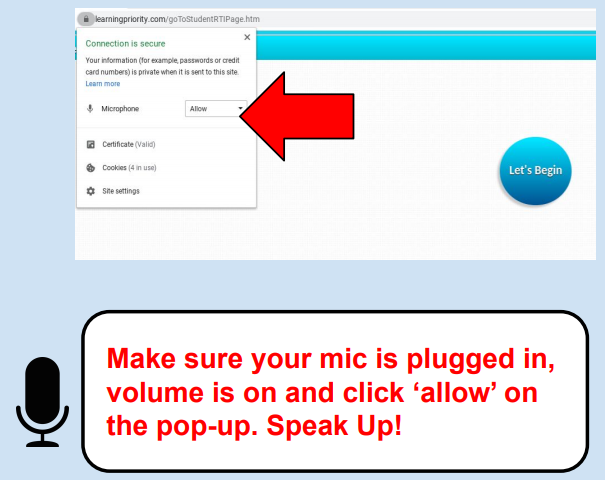 learningpriority.com/goToStudentRTIPage.htm
Connection is secure
Your information (for example, passwords or credit
card numbers) is private when it is sent to this site.
Learn more
Microphone Allow
Certificate (Valid)
Cookies (4 in use)
Site settings
Let's Begin
Make sure your mic is plugged in,
volume is on and click ‘allow’ on
the pop-up. Speak Up!